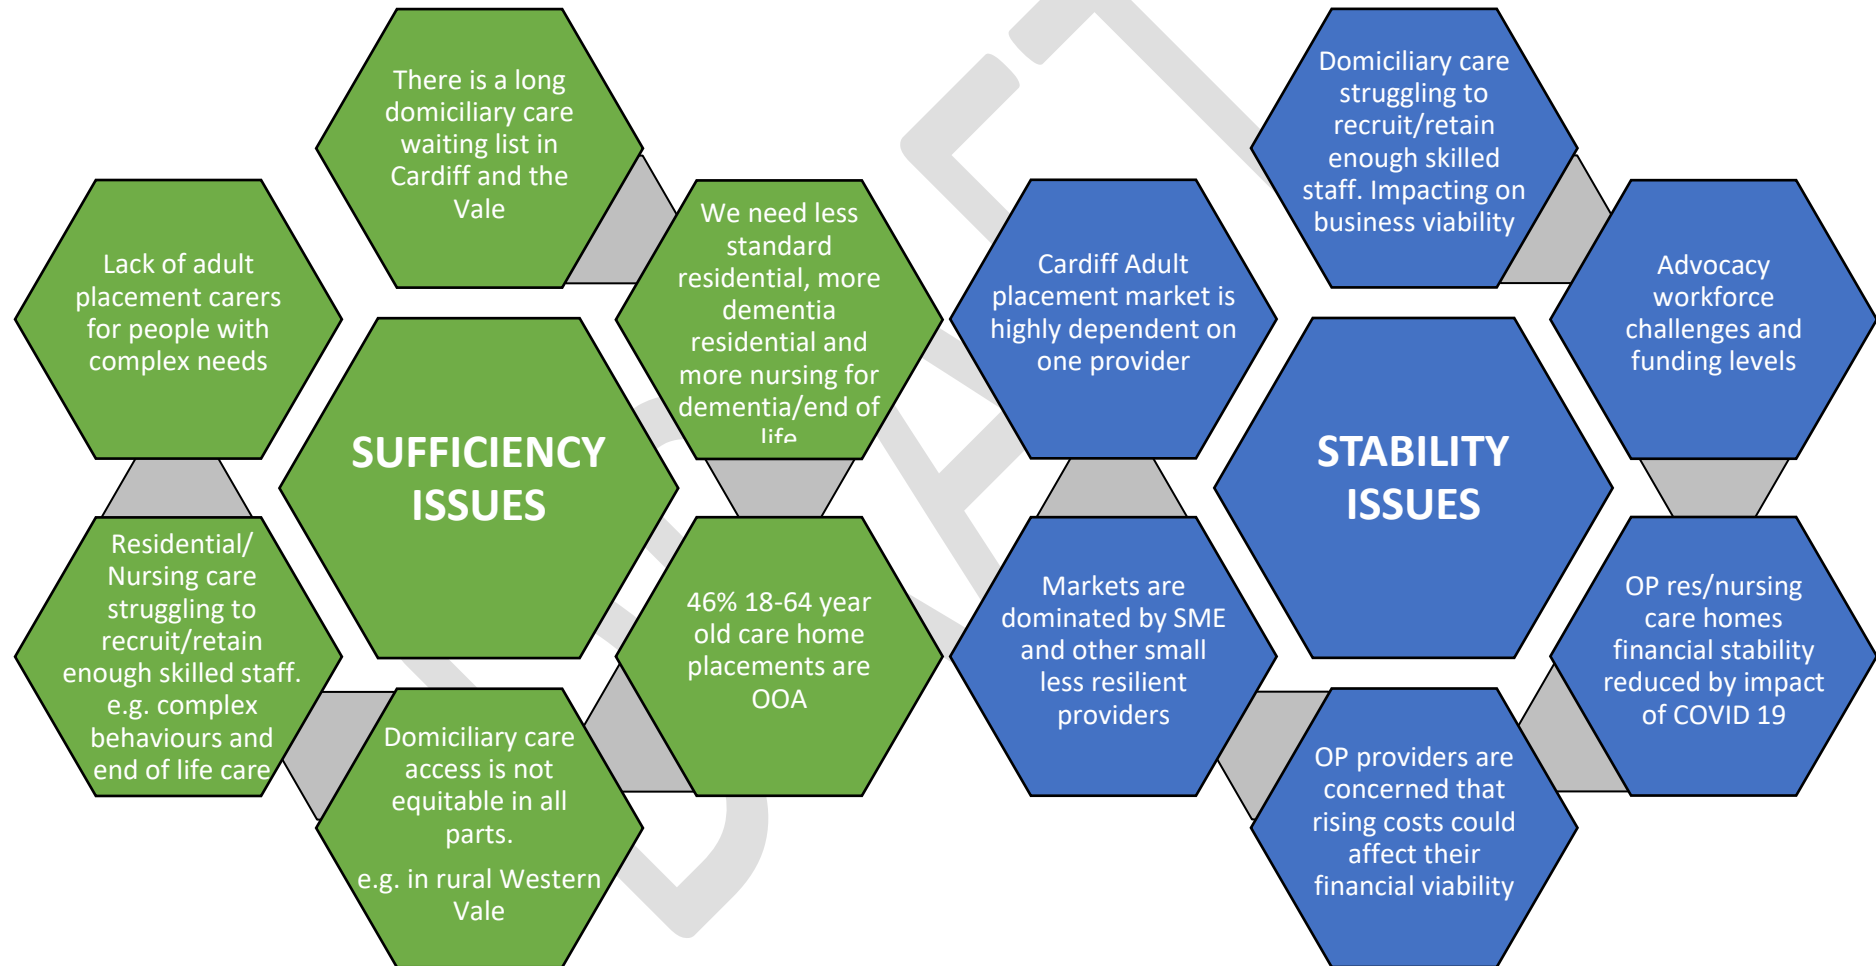 There is a long
domiciliary care
waiting list in
Cardiff and the
Vale
We need less
standard
residential, more
dementia
residential and
more nursing for
dementia/end of
life
46% 18-64 year
old care home
placements are
OOA
Domiciliary care
access is not
equitable in all
parts.
e.g. in rural Western
Vale
Residential/
Nursing care
struggling to
recruit/retain
enough skilled staff.
e.g. complex
behaviours and
end of life care
Lack of adult
placement carers
for people with
complex needs
SUFFICIENCY
ISSUES
Domiciliary care
struggling to
recruit/retain
enough skilled
staff. Impacting on
business viability
Advocacy
workforce
challenges and
funding levels
OP res/nursing
care homes
financial stability
reduced by impact
of COVID 19
OP providers are
concerned that
rising costs could
affect their
financial viability
Markets are
dominated by SME
and other small
less resilient
providers
Cardiff Adult
placement market is
highly dependent on
one provider
STABILITY
ISSUES
DRAFT